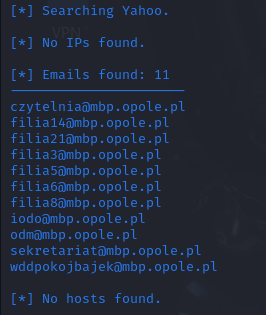 [*] Searching Yahoo.
VPN
[*] No IPs found.
[*] Emails found: 11
----------------------
czytelnia@mbp.opole.pl
filia14@mbp.opole.pl
filia21@mbp.opole.pl
filia3@mbp.opole.pl
filia5@mbp.opole.pl
filia6@mbp.opole.pl
filia8@mbp.opole.pl
iodo@mbp.opole.pl
odm@mbp.opole.pl
sekretariat@mbp.opole.pl
wddpokojbajek@mbp.opole.pl
[*] No hosts found.